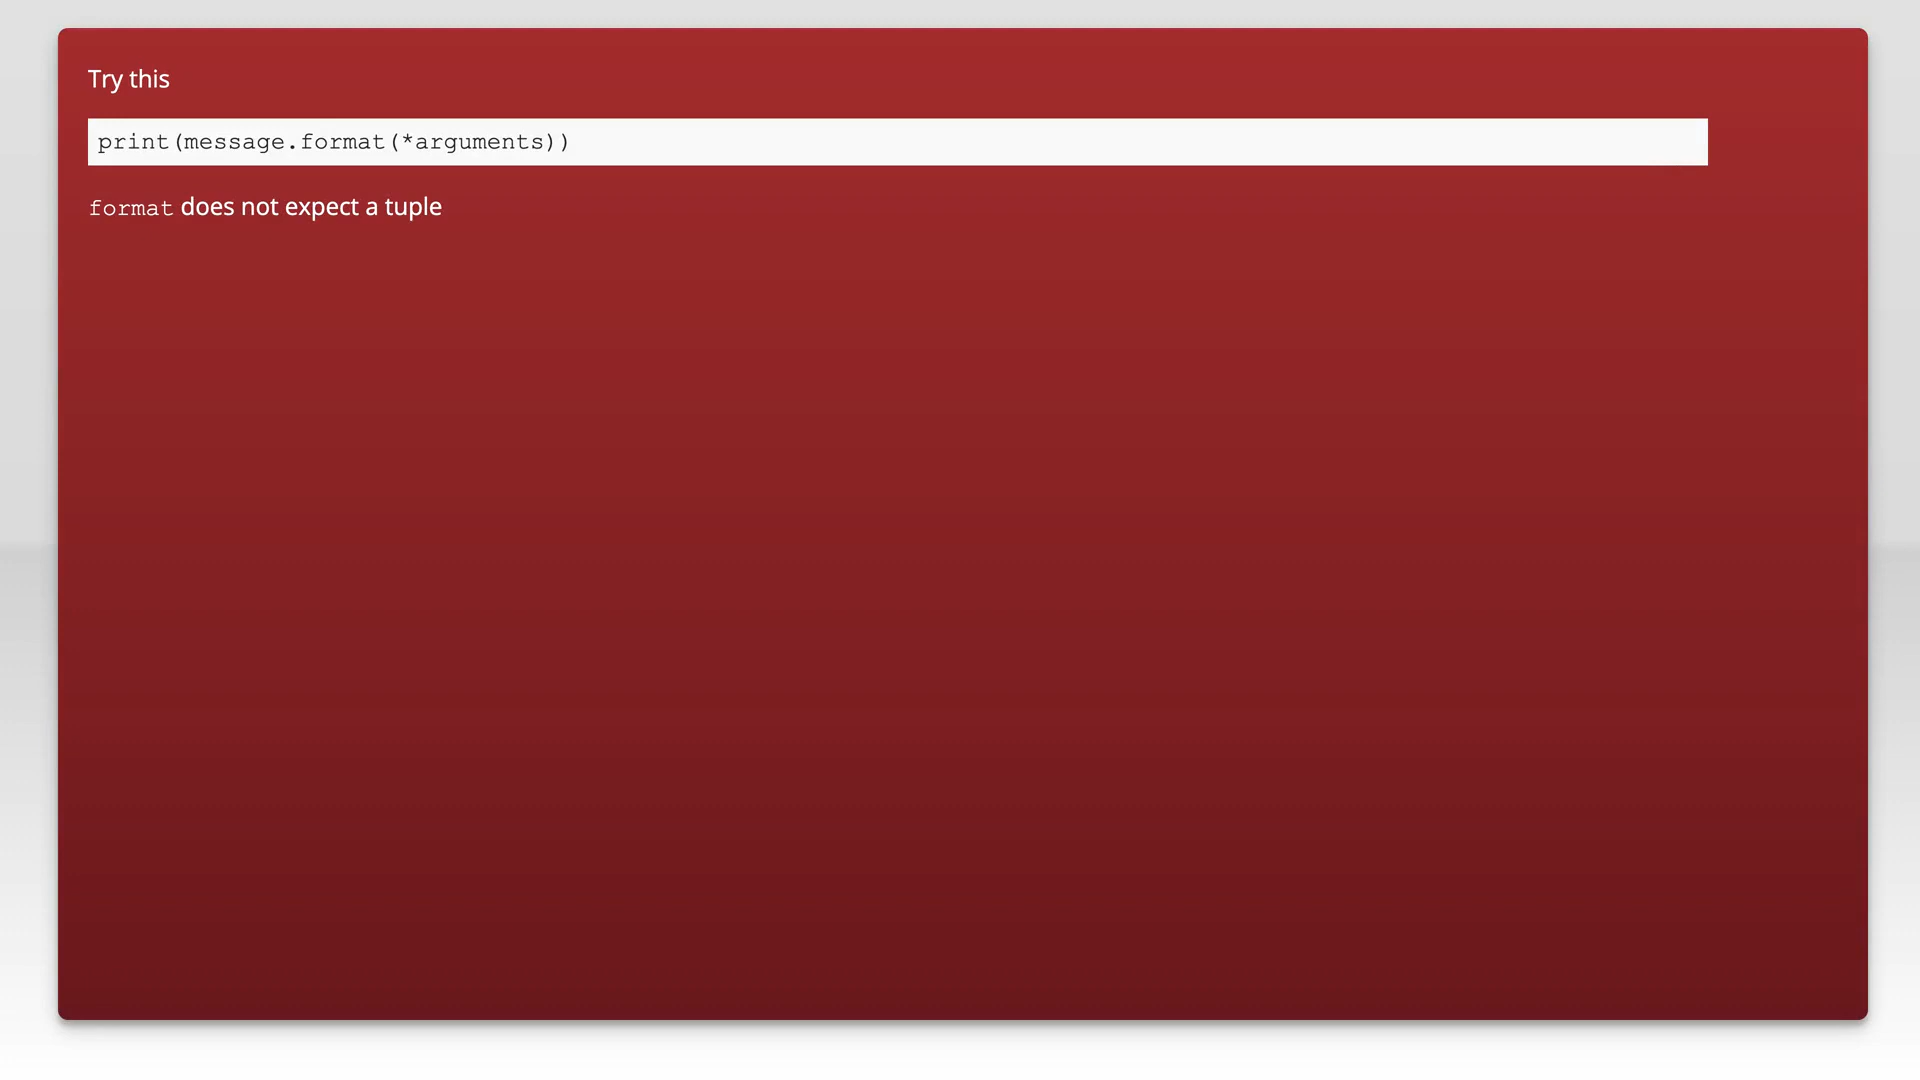 Try this
print(message.format(*arguments))
format does not expect a tuple